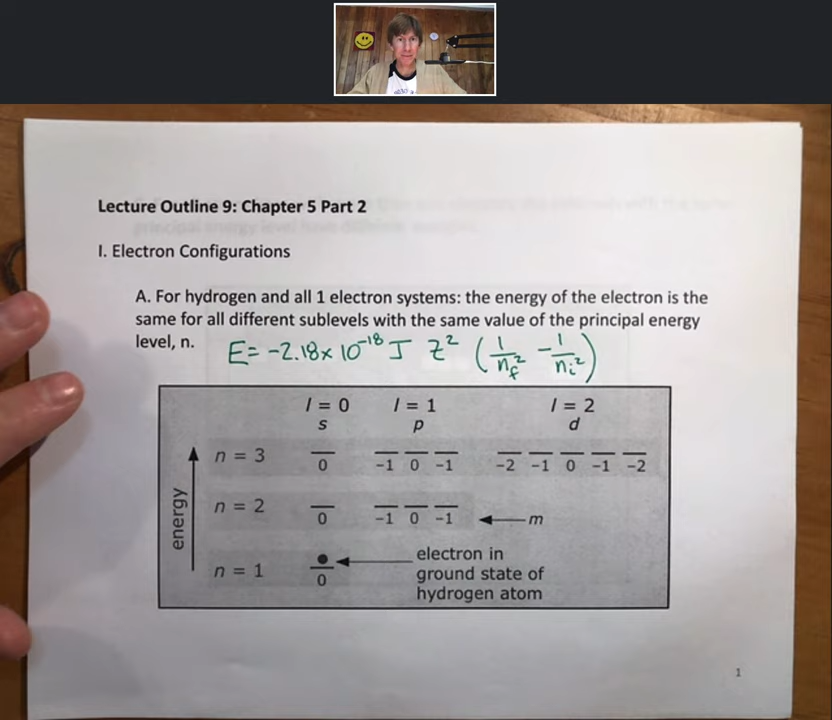 Lecture Outline 9: Chapter 5 Part 2
I. Electron Configurations
A. For hydrogen and all 1 electron systems: the energy of the electron is the
same for all different sublevels with the same value of the principal energy
level, n.
E = -2.18 x 10⁻¹⁸ J Z² (1/n_f² - 1/n_i²)
l = 0 l = 1 l = 2
s p d
n = 3
0 -1 0 -1 -2 -1 0 -1 -2
n = 2
0 -1 0 -1 m
energy
n = 1
0
electron in
ground state of
hydrogen atom
1